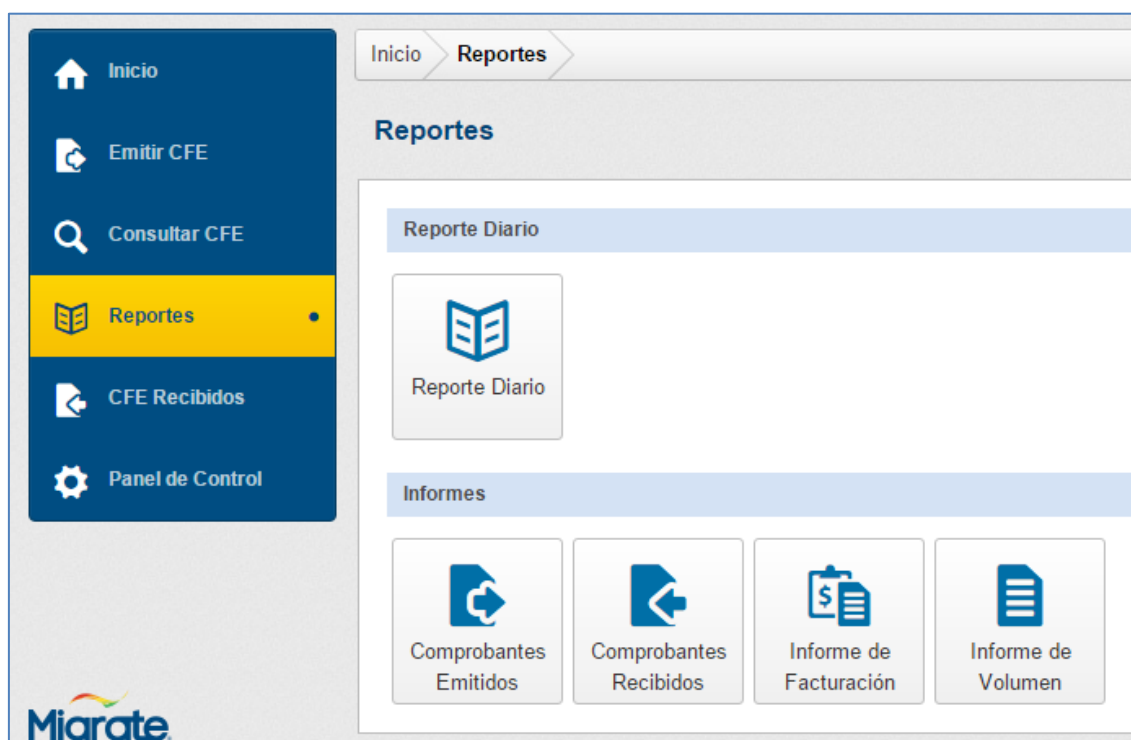 Inicio
Emitir CFE
Consultar CFE
Reportes
CFE Recibidos
Panel de Control
Migrate
Inicio Reportes
Reportes
Reporte Diario
Reporte Diario
Informes
Comprobantes
Emitidos
Comprobantes
Recibidos
Informe de
Facturación
Informe de
Volumen